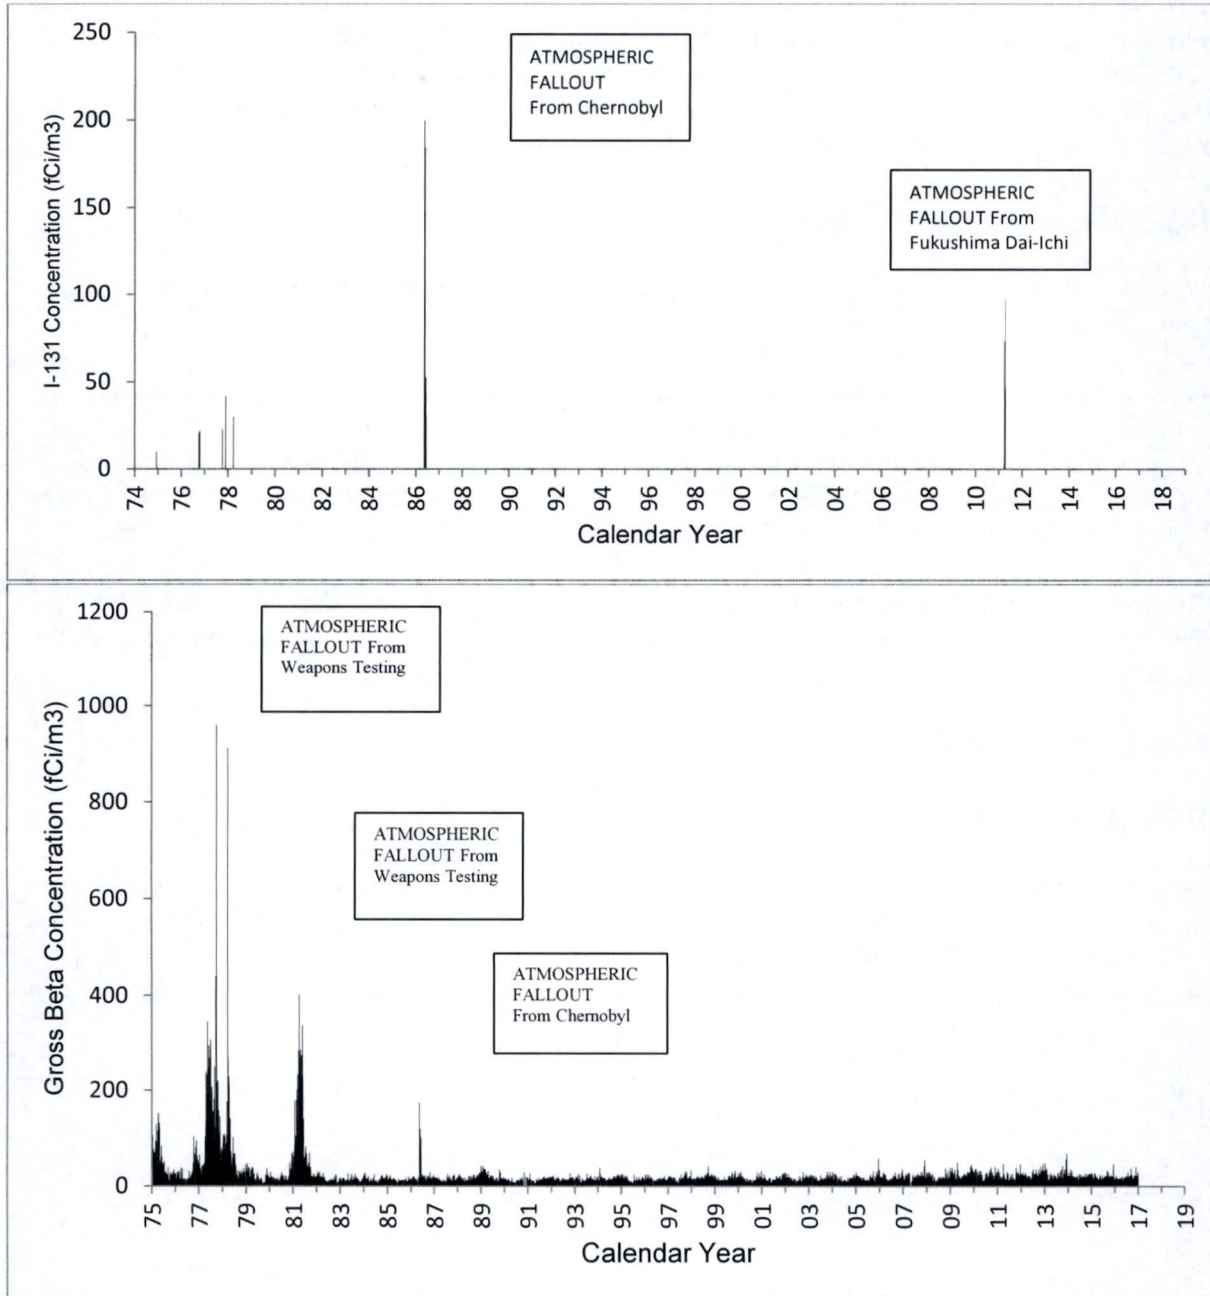 250
200
150
100
50
0
I-131 Concentration (fCi/m3)
ATMOSPHERIC
FALLOUT
From Chernobyl
ATMOSPHERIC
FALLOUT From
Fukushima Dai-Ichi
74 76 78 80 82 84 86 88 90 92 94 96 98 00 02 04 06 08 10 12 14 16 18
Calendar Year
1200
1000
800
600
400
200
0
Gross Beta Concentration (fCi/m3)
ATMOSPHERIC
FALLOUT From
Weapons Testing
ATMOSPHERIC
FALLOUT From
Weapons Testing
ATMOSPHERIC
FALLOUT
From Chernobyl
75 77 79 81 83 85 87 89 91 93 95 97 99 01 03 05 07 09 11 13 15 17 19
Calendar Year